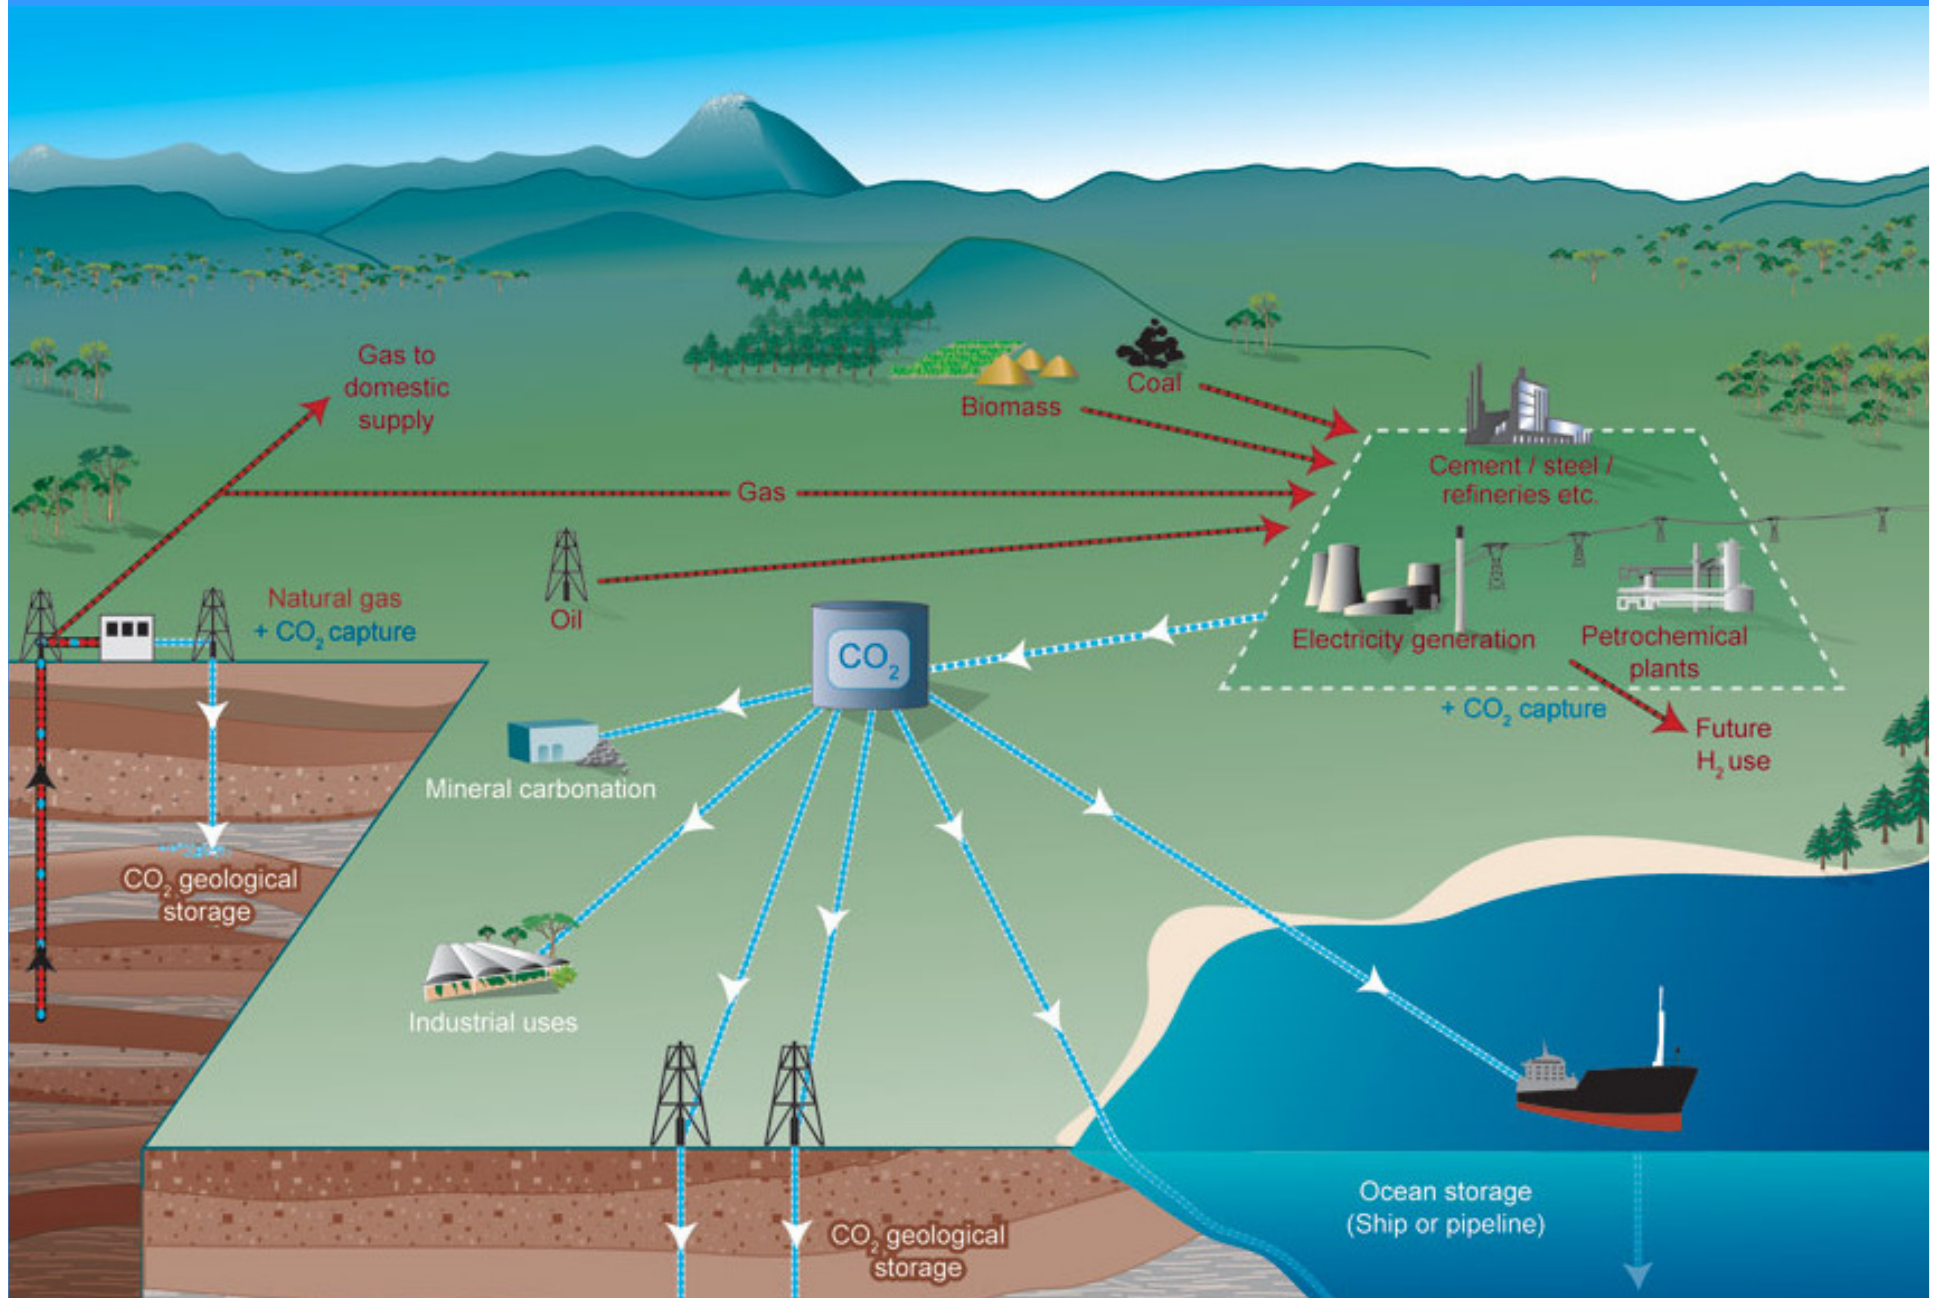 Gas to
domestic
supply
Coal
Biomass
Cement / steel /
refineries etc.
Gas
Oil
Natural gas
+ CO₂ capture
CO₂
Electricity generation
Petrochemical
plants
+ CO₂ capture
Future
H₂ use
Mineral carbonation
CO₂ geological
storage
Industrial uses
Ocean storage
(Ship or pipeline)
CO₂ geological
storage